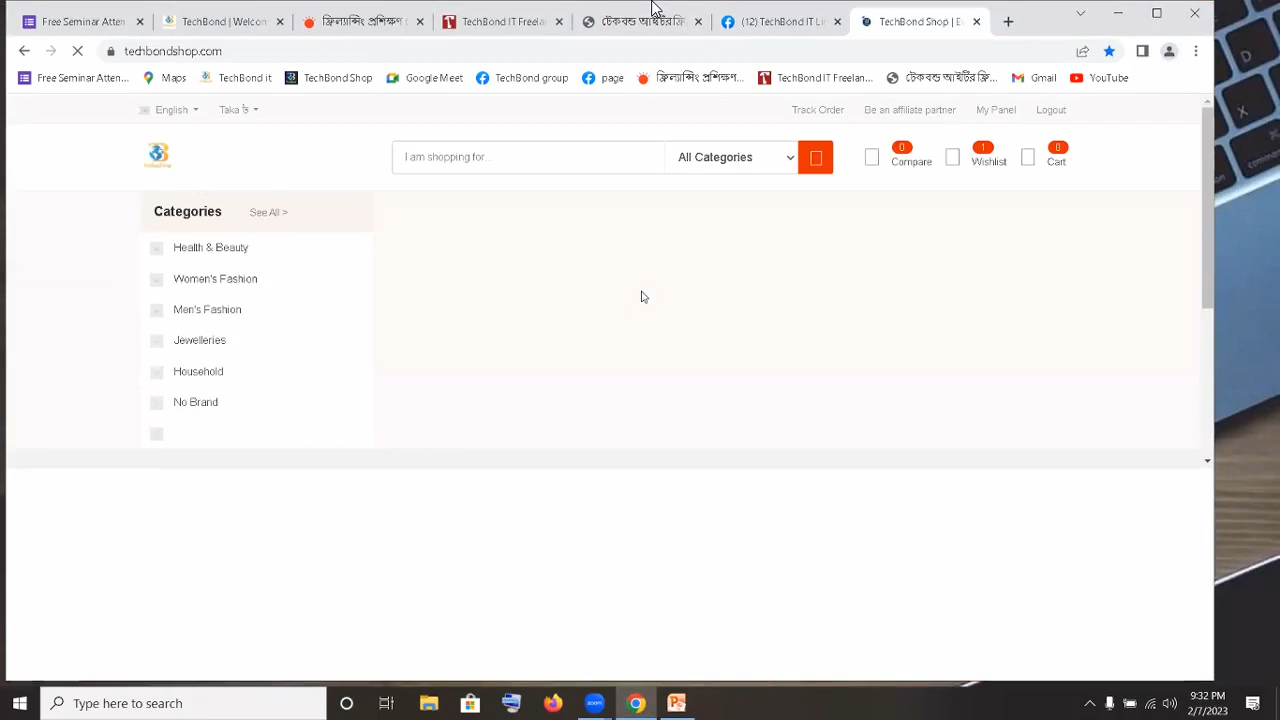 Free Seminar Atten
TechBond | Welcom
ফ্রিল্যান্সিং প্রশিক্ষণ
TechBond IT Freelan
টেকবন্ড আইটির ফ্রি
(12) TechBond IT Li
TechBond Shop | E
techbondshop.com
Free Seminar Atten...
Maps
TechBond it
TechBond Shop
Google Meet
TechBond group
page
ফ্রিল্যান্সিং প্রশিক্ষণ...
TechBond IT Freelan...
টেকবন্ড আইটির ফ্রি...
Gmail
YouTube
English
Taka ৳
Track Order
Be an affiliate partner
My Panel
Logout
I am shopping for...
All Categories
0
Compare
1
Wishlist
0
Cart
Categories
See All >
Health & Beauty
Women's Fashion
Men's Fashion
Jewelleries
Household
No Brand
Type here to search
zoom
9:32 PM
2/7/2023